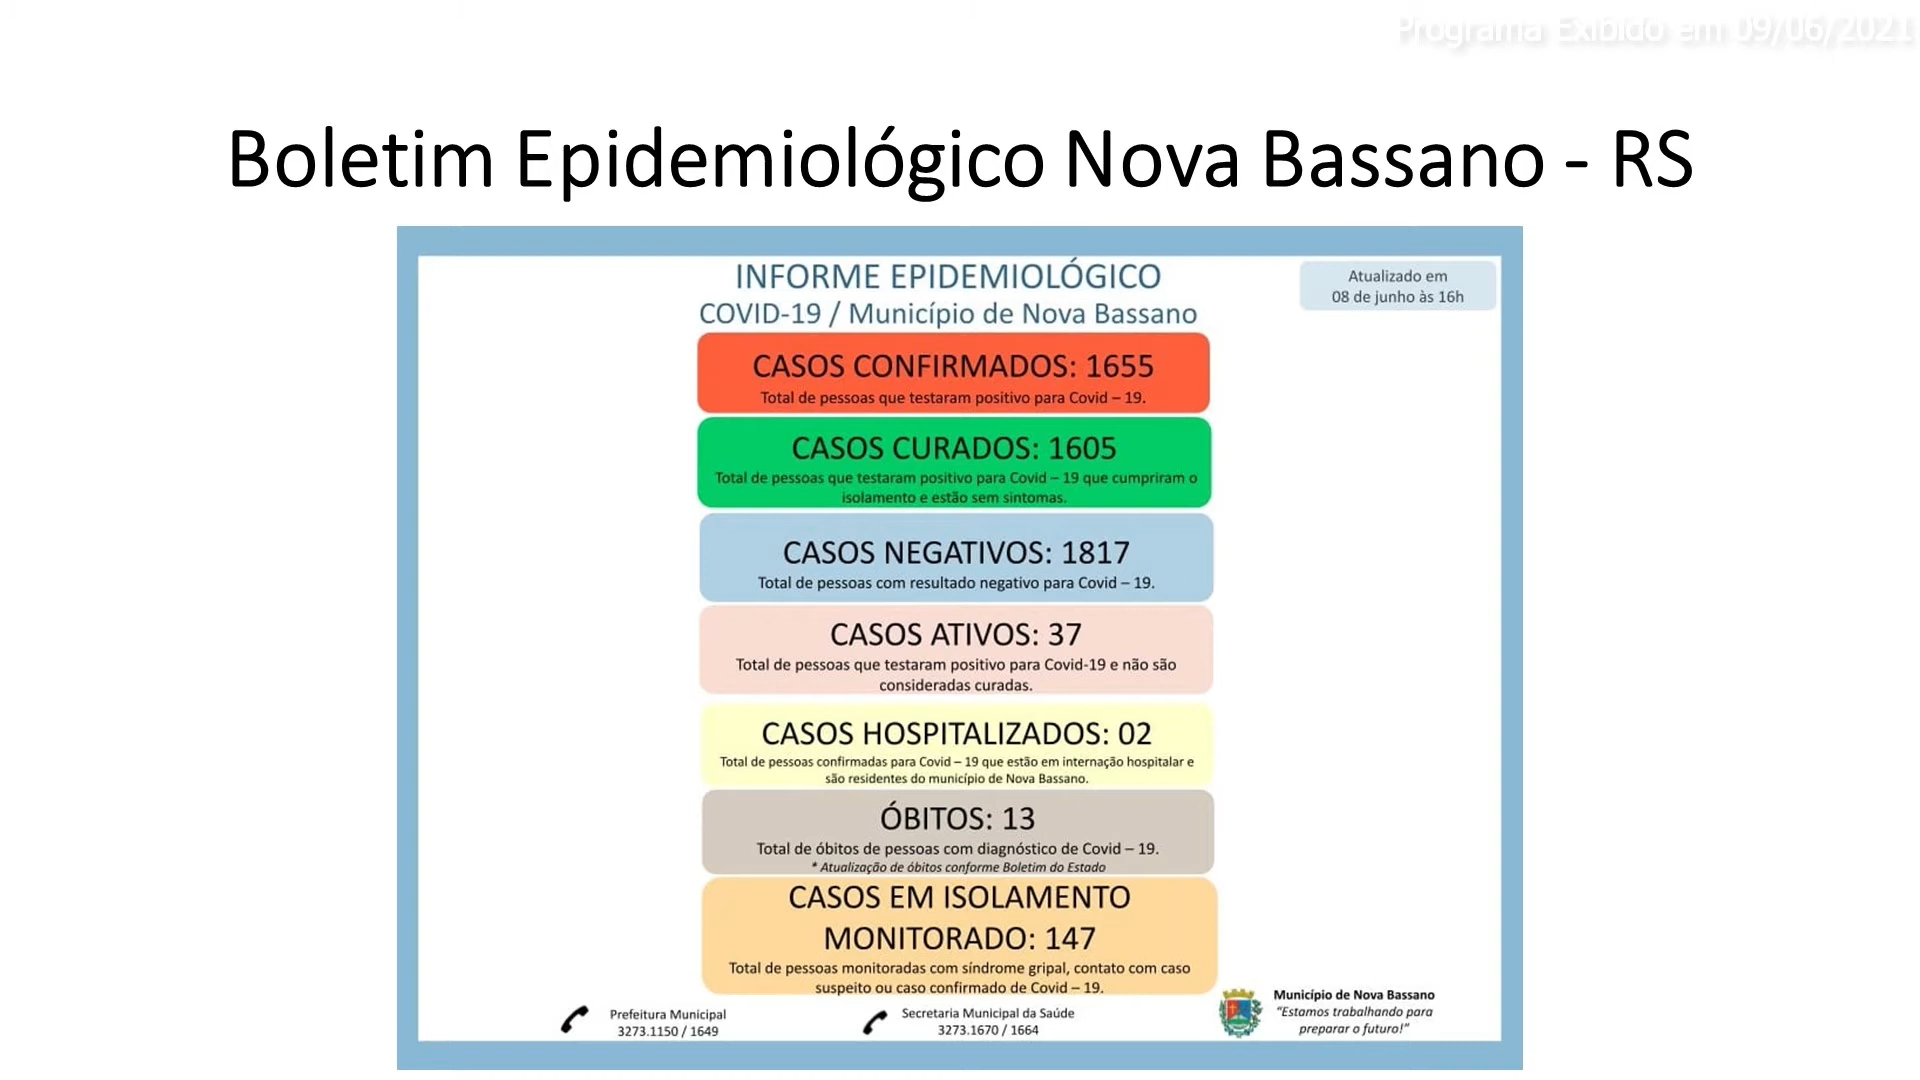 Programa Exibido em 09/06/2021
Boletim Epidemiológico Nova Bassano - RS
INFORME EPIDEMIOLÓGICO
COVID-19 / Município de Nova Bassano
Atualizado em
08 de junho às 16h
CASOS CONFIRMADOS: 1655
Total de pessoas que testaram positivo para Covid – 19.
CASOS CURADOS: 1605
Total de pessoas que testaram positivo para Covid – 19 que cumpriram o
isolamento e estão sem sintomas.
CASOS NEGATIVOS: 1817
Total de pessoas com resultado negativo para Covid – 19.
CASOS ATIVOS: 37
Total de pessoas que testaram positivo para Covid-19 e não são
consideradas curadas.
CASOS HOSPITALIZADOS: 02
Total de pessoas confirmadas para Covid – 19 que estão em internação hospitalar e
são residentes do município de Nova Bassano.
ÓBITOS: 13
Total de óbitos de pessoas com diagnóstico de Covid – 19.
* Atualização de óbitos conforme Boletim do Estado
CASOS EM ISOLAMENTO
MONITORADO: 147
Total de pessoas monitoradas com síndrome gripal, contato com caso
suspeito ou caso confirmado de Covid – 19.
Prefeitura Municipal
3273.1150 / 1649
Secretaria Municipal da Saúde
3273.1670 / 1664
Município de Nova Bassano
“Estamos trabalhando para
preparar o futuro!”